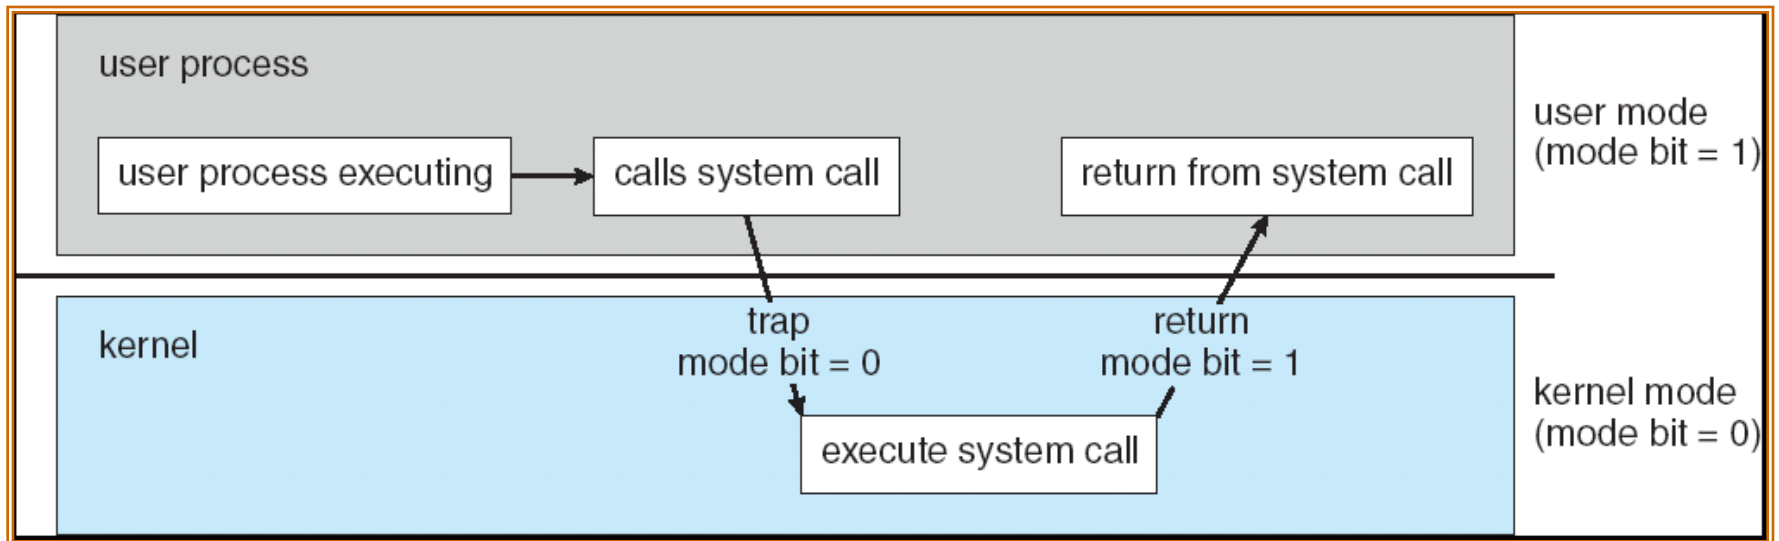 user process
user process executing
calls system call
return from system call
user mode
(mode bit = 1)
kernel
trap
mode bit = 0
return
mode bit = 1
execute system call
kernel mode
(mode bit = 0)